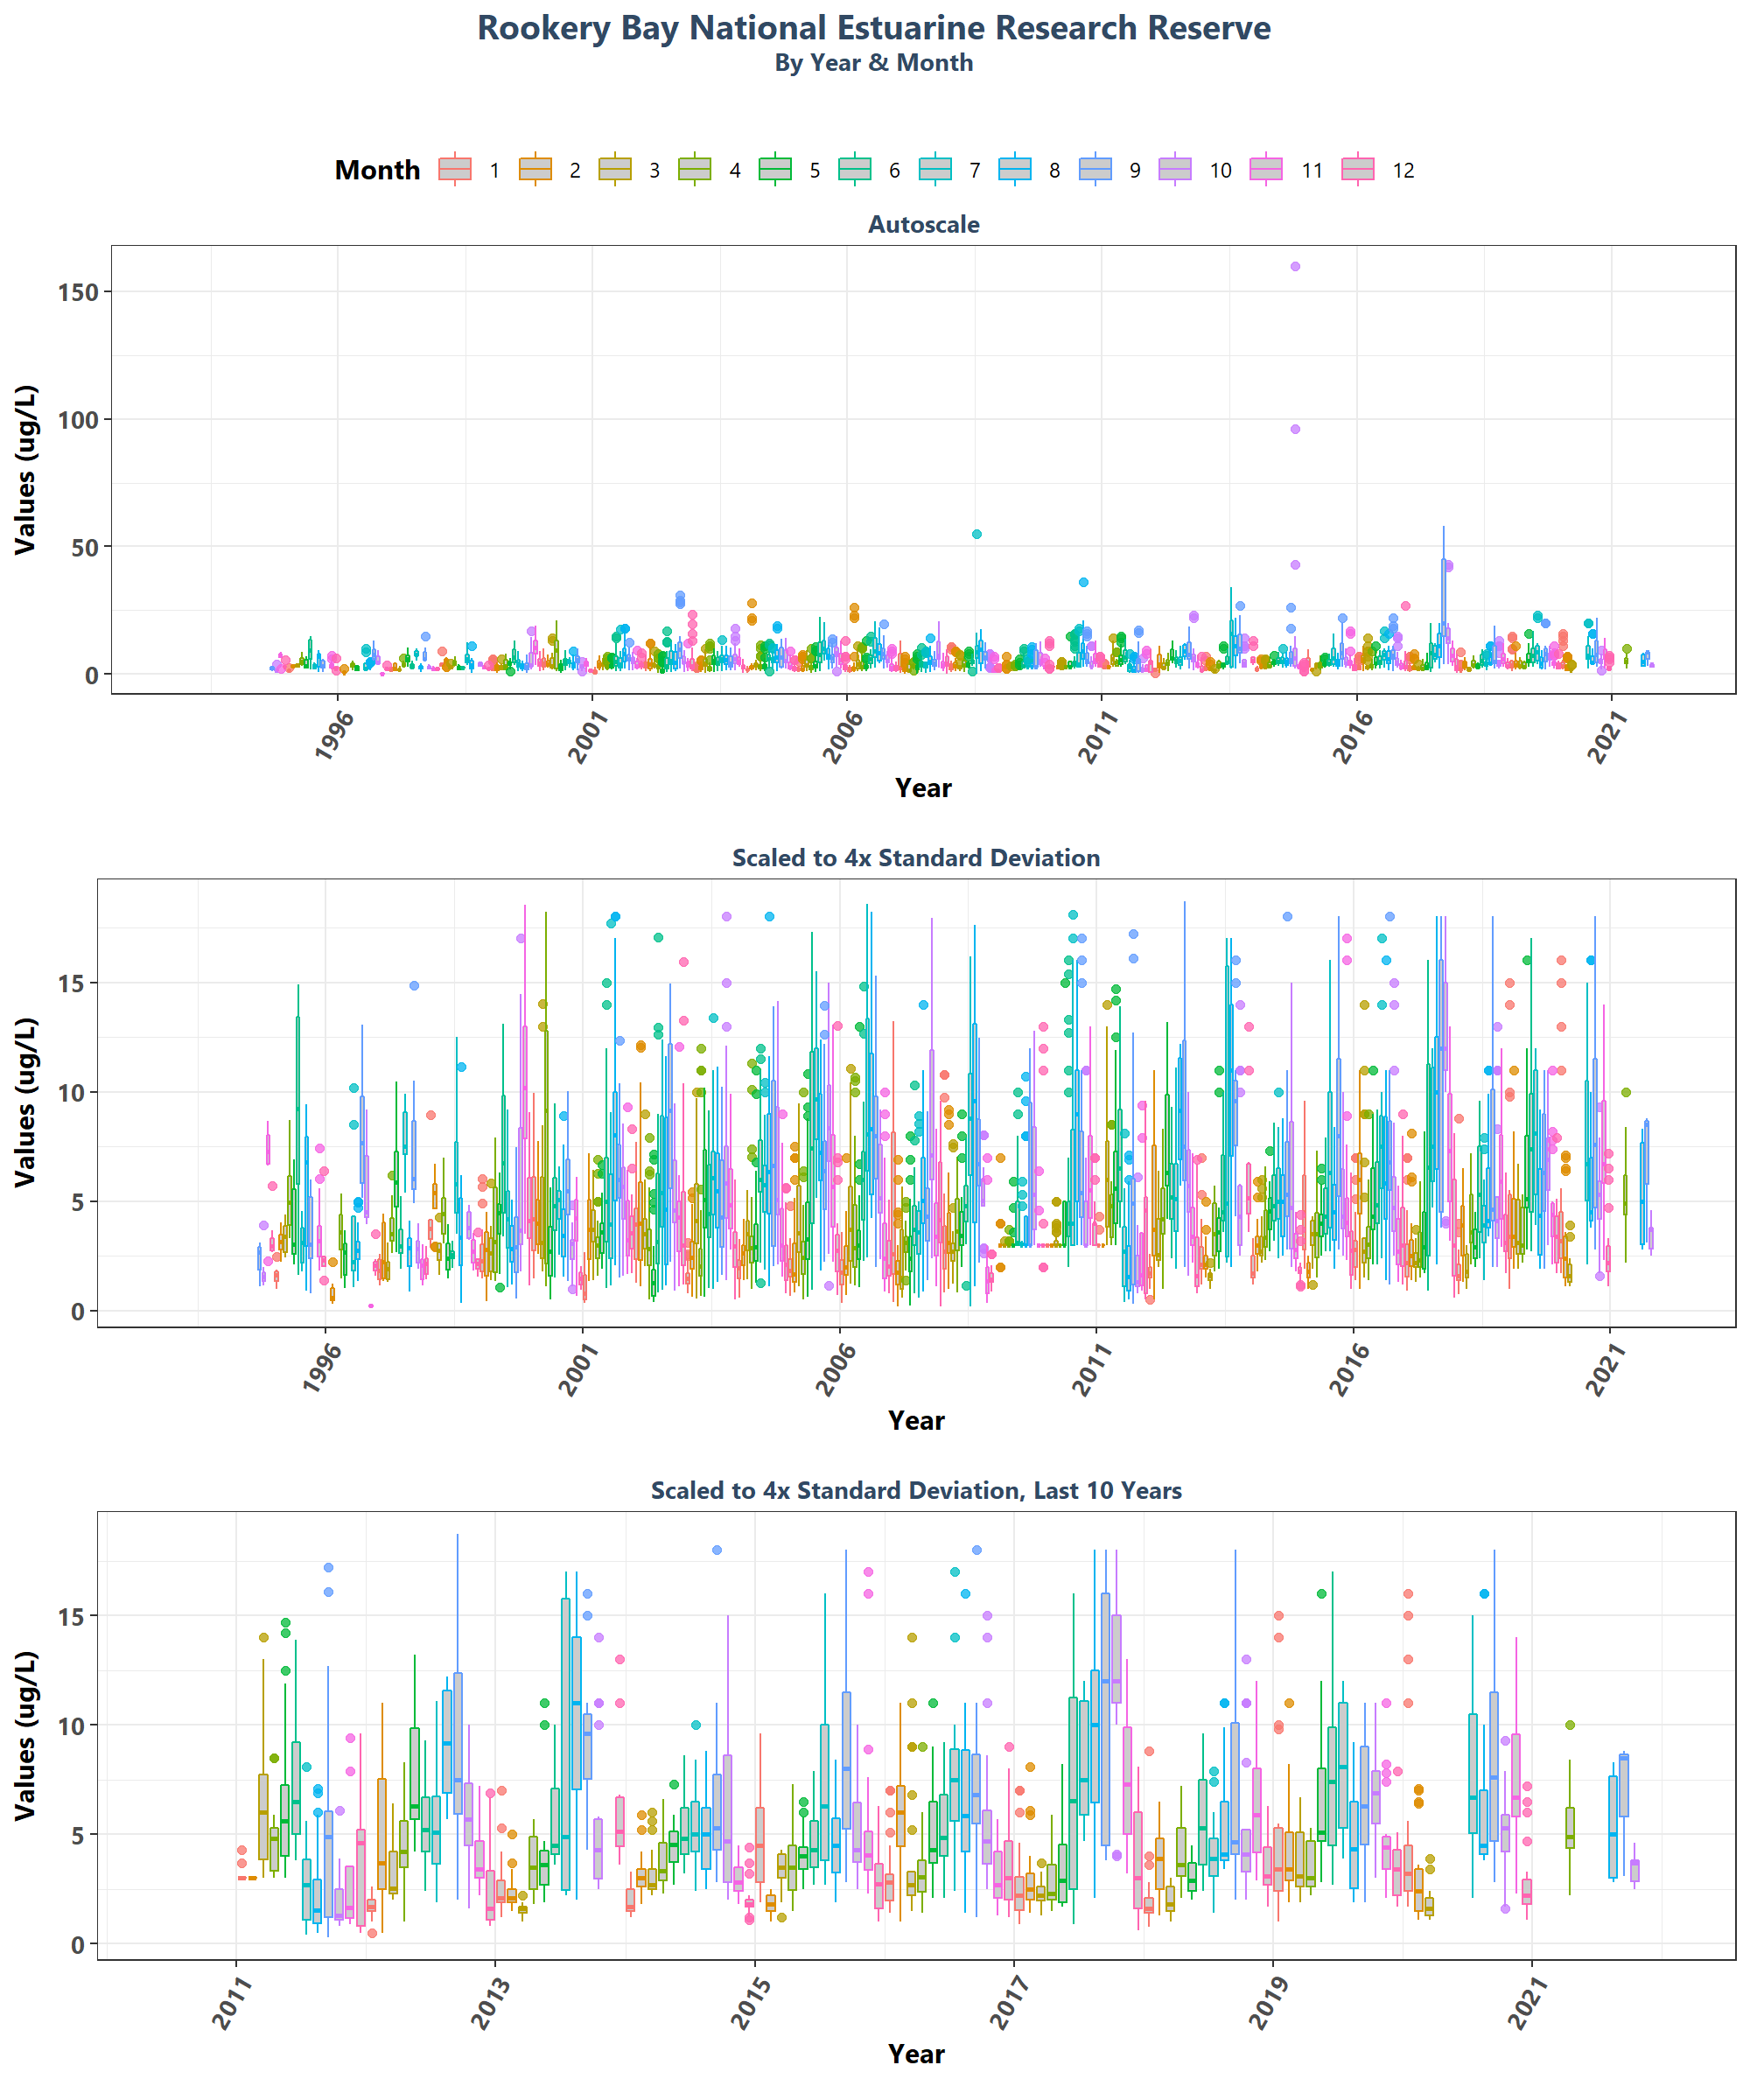 Rookery Bay National Estuarine Research Reserve
By Year & Month
Month 1 2 3 4 5 6 7 8 9 10 11 12
Autoscale
Values (ug/L)
150
100
50
0
1996 2001 2006 2011 2016 2021
Year
Scaled to 4x Standard Deviation
Values (ug/L)
15
10
5
0
1996 2001 2006 2011 2016 2021
Year
Scaled to 4x Standard Deviation, Last 10 Years
Values (ug/L)
15
10
5
0
2011 2013 2015 2017 2019 2021
Year